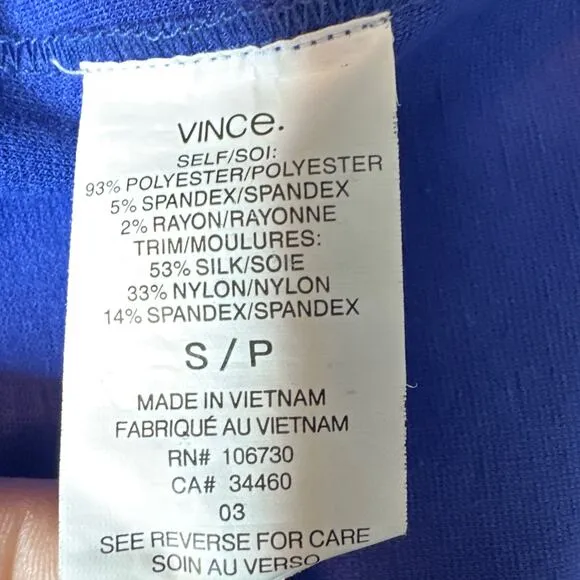 VINCe.
SELF/SOI:
93% POLYESTER/POLYESTER
5% SPANDEX/SPANDEX
2% RAYON/RAYONNE
TRIM/MOULURES:
53% SILK/SOIE
33% NYLON/NYLON
14% SPANDEX/SPANDEX
S / P
MADE IN VIETNAM
FABRIQUÉ AU VIETNAM
RN# 106730
CA# 34460
03
SEE REVERSE FOR CARE
SOIN AU VERSO